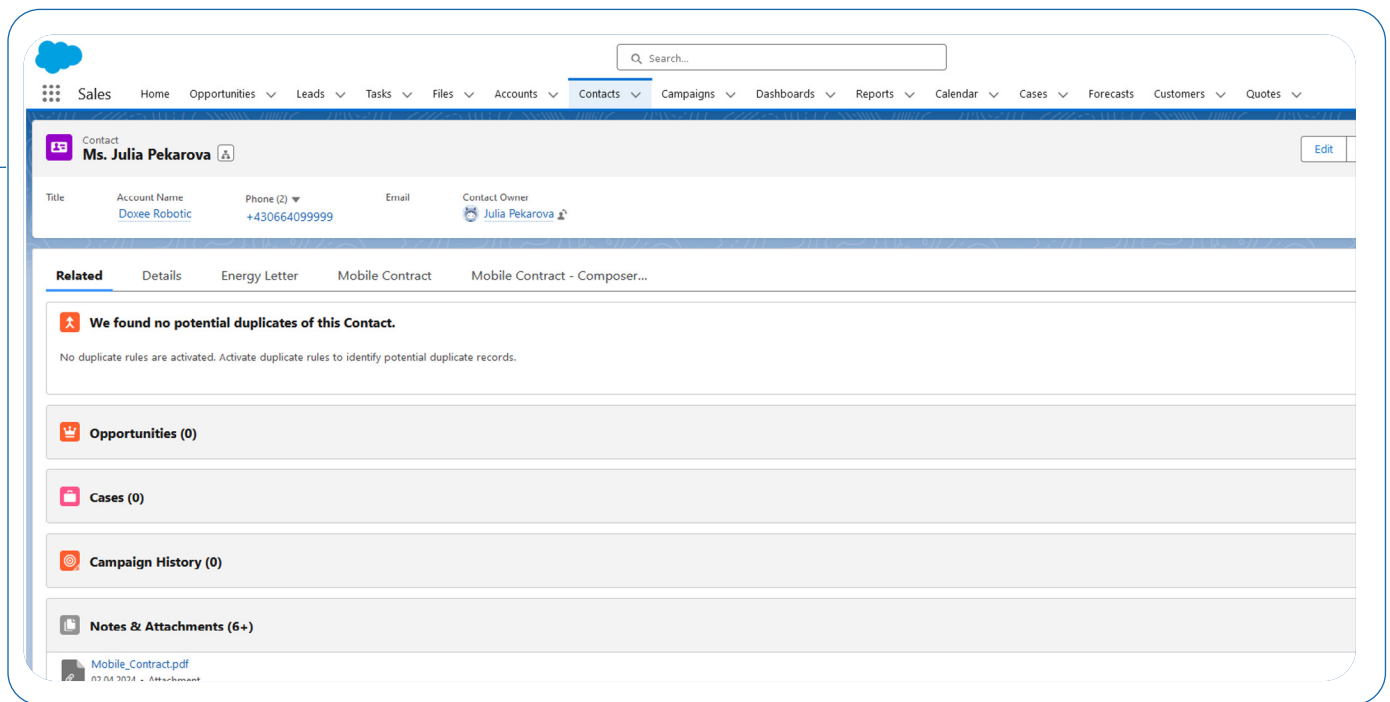 Search...
Sales Home Opportunities Leads Tasks Files Accounts Contacts Campaigns Dashboards Reports Calendar Cases Forecasts Customers Quotes
Contact
Ms. Julia Pekarova
Edit
Title Account Name Phone (2) Email Contact Owner
Doxee Robotic +430664099999 Julia Pekarova
Related Details Energy Letter Mobile Contract Mobile Contract - Composer...
We found no potential duplicates of this Contact.
No duplicate rules are activated. Activate duplicate rules to identify potential duplicate records.
Opportunities (0)
Cases (0)
Campaign History (0)
Notes & Attachments (6+)
Mobile_Contract.pdf
02.04.2024 • Attachment